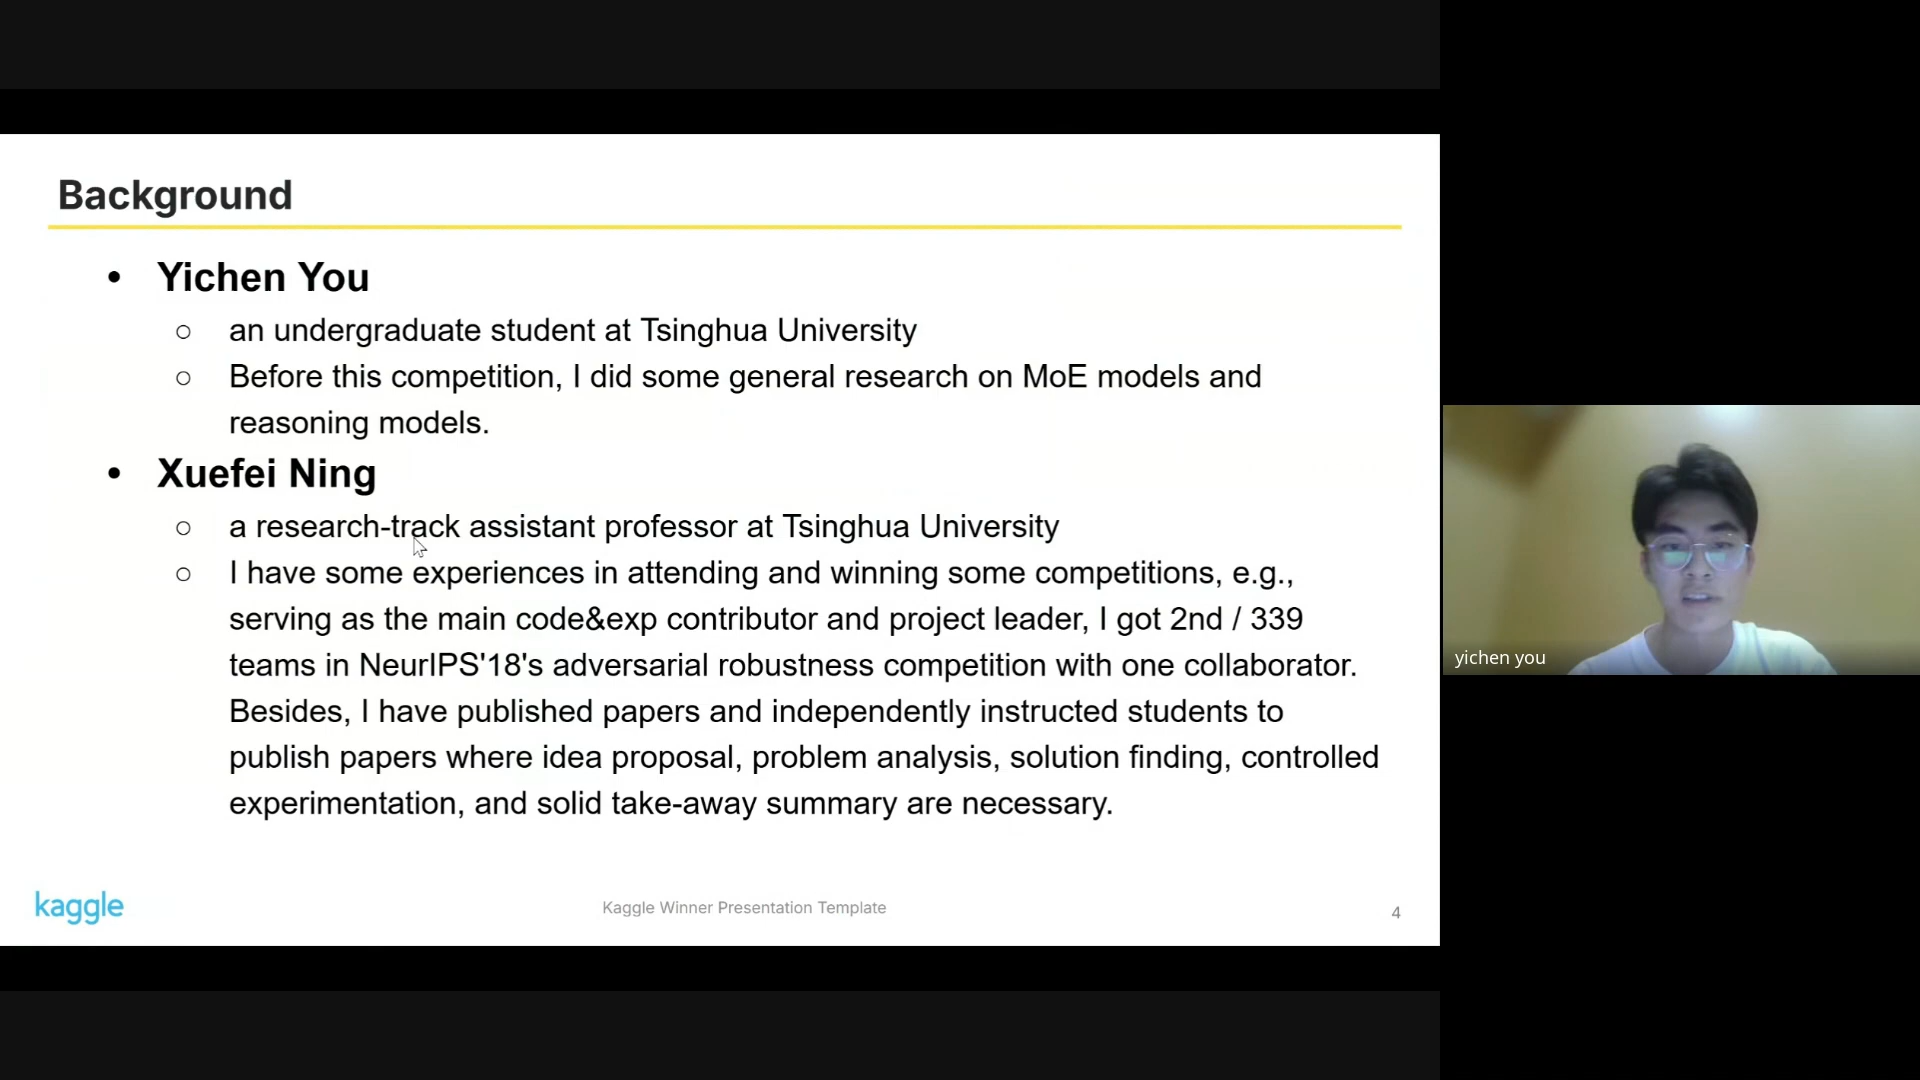 Background
• Yichen You
○ an undergraduate student at Tsinghua University
○ Before this competition, I did some general research on MoE models and
reasoning models.
• Xuefei Ning
○ a research-track assistant professor at Tsinghua University
○ I have some experiences in attending and winning some competitions, e.g.,
serving as the main code&exp contributor and project leader, I got 2nd / 339
teams in NeurIPS'18's adversarial robustness competition with one collaborator.
Besides, I have published papers and independently instructed students to
publish papers where idea proposal, problem analysis, solution finding, controlled
experimentation, and solid take-away summary are necessary.
kaggle
Kaggle Winner Presentation Template
4
yichen you